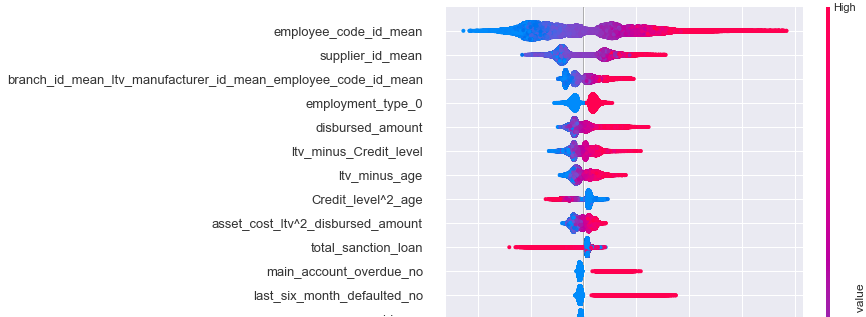 High
employee_code_id_mean
supplier_id_mean
branch_id_mean_ltv_manufacturer_id_mean_employee_code_id_mean
employment_type_0
disbursed_amount
ltv_minus_Credit_level
ltv_minus_age
Credit_level^2_age
asset_cost_ltv^2_disbursed_amount
total_sanction_loan
main_account_overdue_no
last_six_month_defaulted_no
value